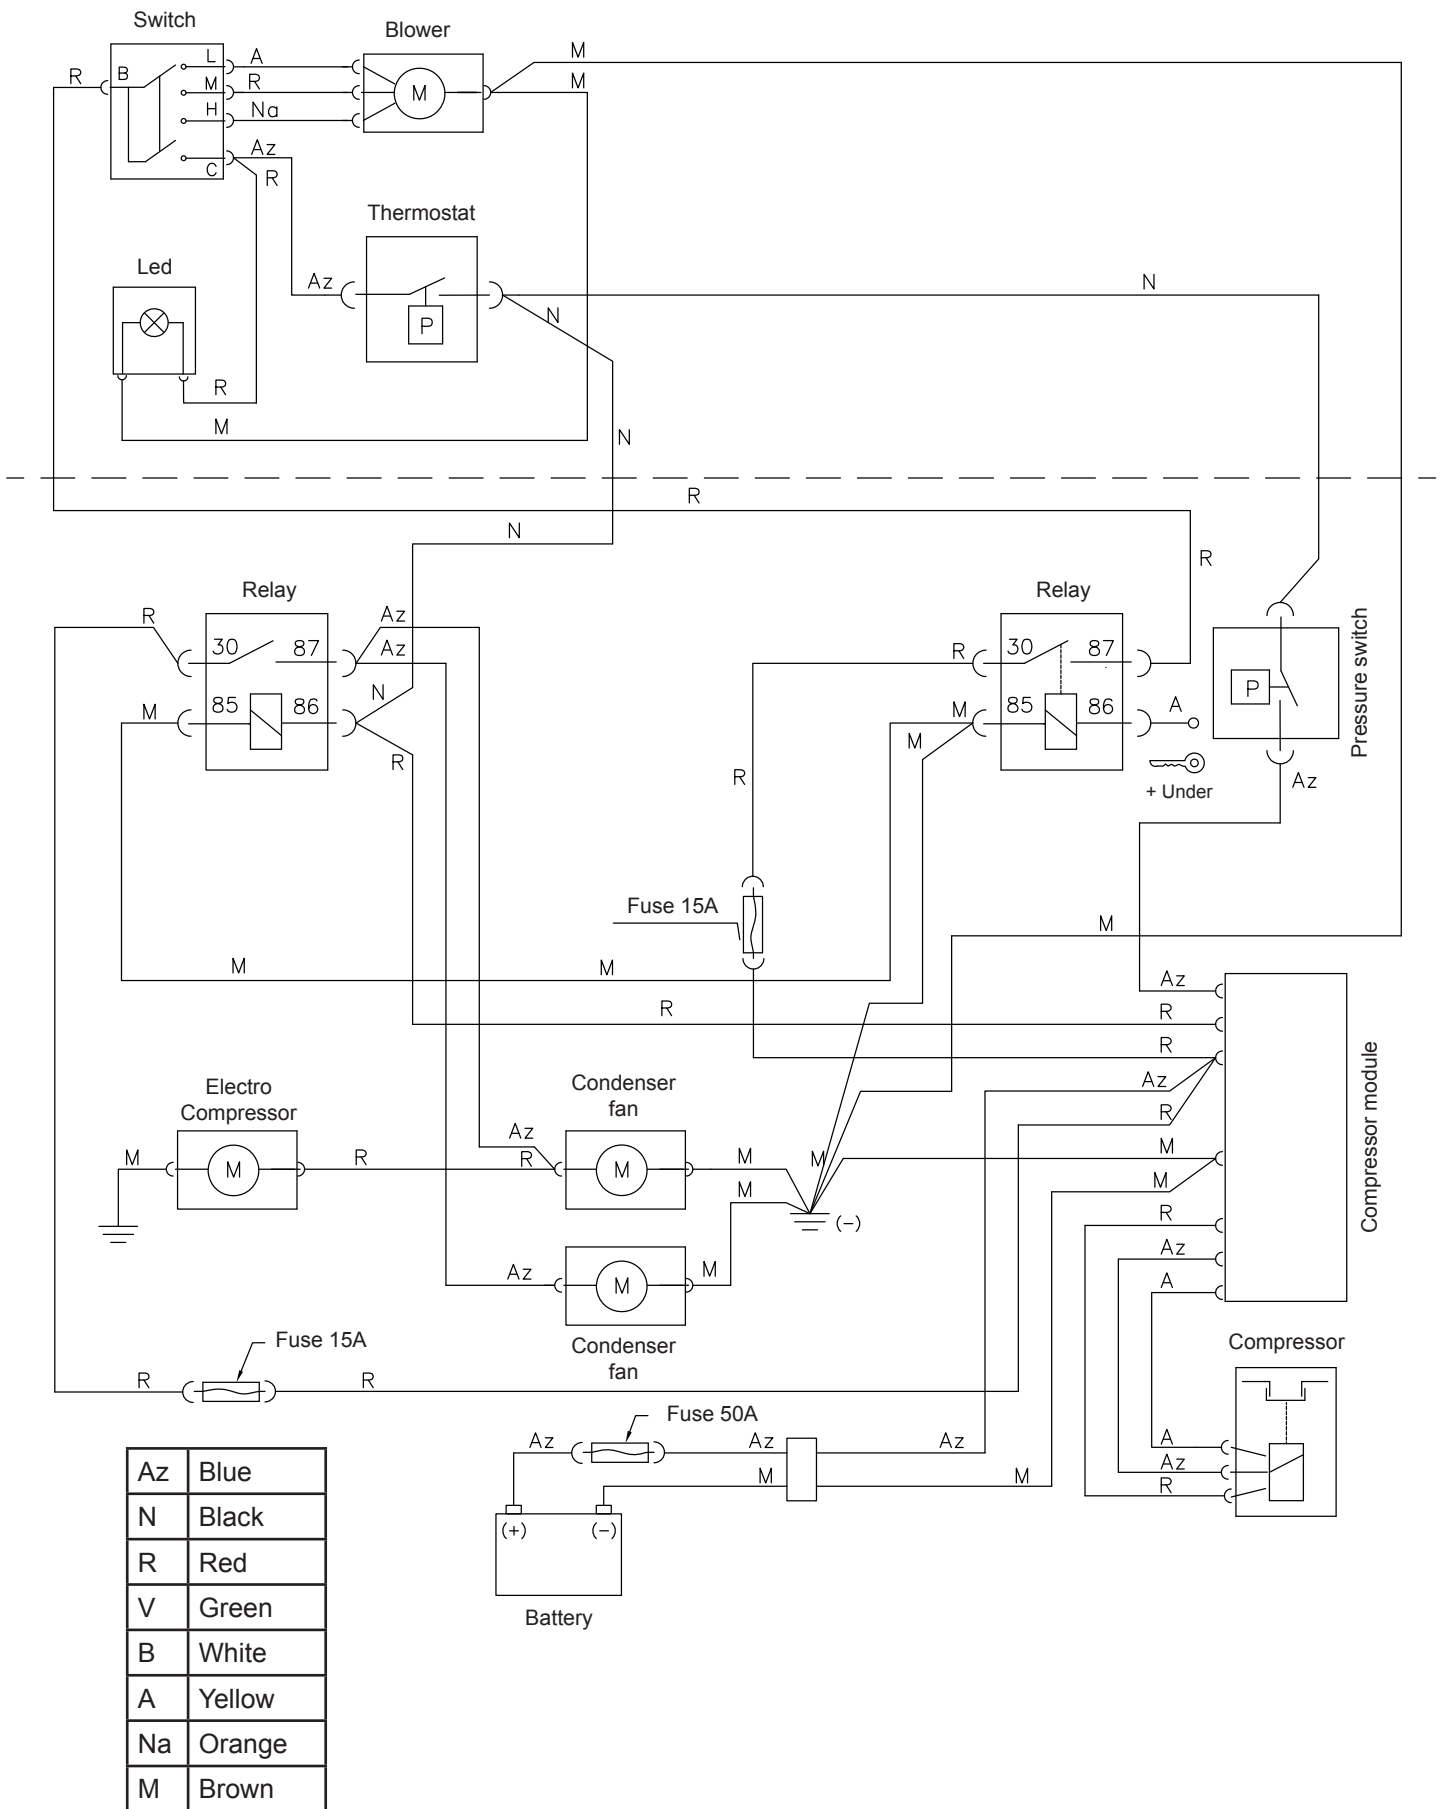 Switch
Blower
M
R
B
L
A
M
R
M
M
H
Na
Az
C
R
Thermostat
Led
Az
N
N
P
R
M
N
R
N
R
Relay
Relay
R
Az
30
87
Az
R
30
87
N
M
85
86
M
85
86
A
P
Pressure switch
R
M
R
+ Under
Az
Fuse 15A
M
M
M
Az
R
R
R
Az
Compressor module
Electro
Compressor
Condenser
fan
R
Az
M
R
R
M
M
M
M
M
M
M
M
(-)
R
Az
Az
M
M
A
Condenser
fan
Fuse 15A
R
R
Compressor
Fuse 50A
Az
Az
Az
A
M
M
Az
R
(+)
(-)
Battery
Az Blue
N Black
R Red
V Green
B White
A Yellow
Na Orange
M Brown